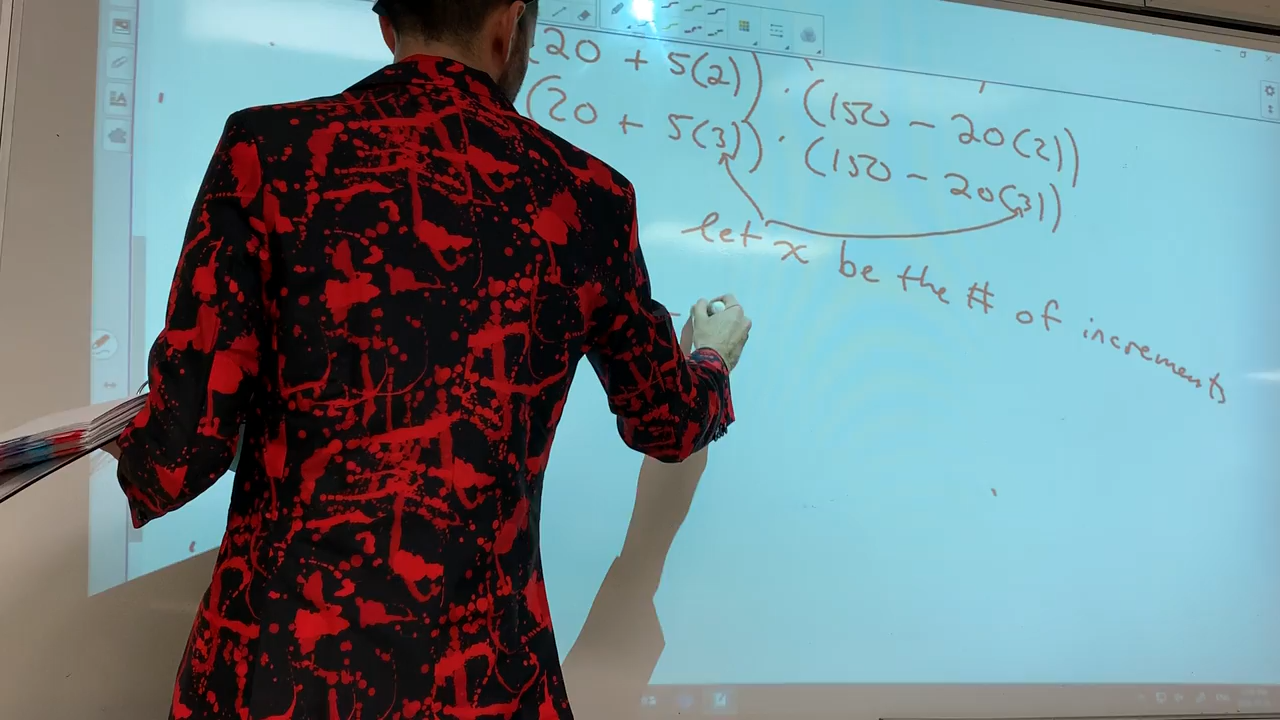 (20 + 5(2)) · (150 - 20(2))
(20 + 5(3)) · (150 - 20(3))
let x be the # of increments